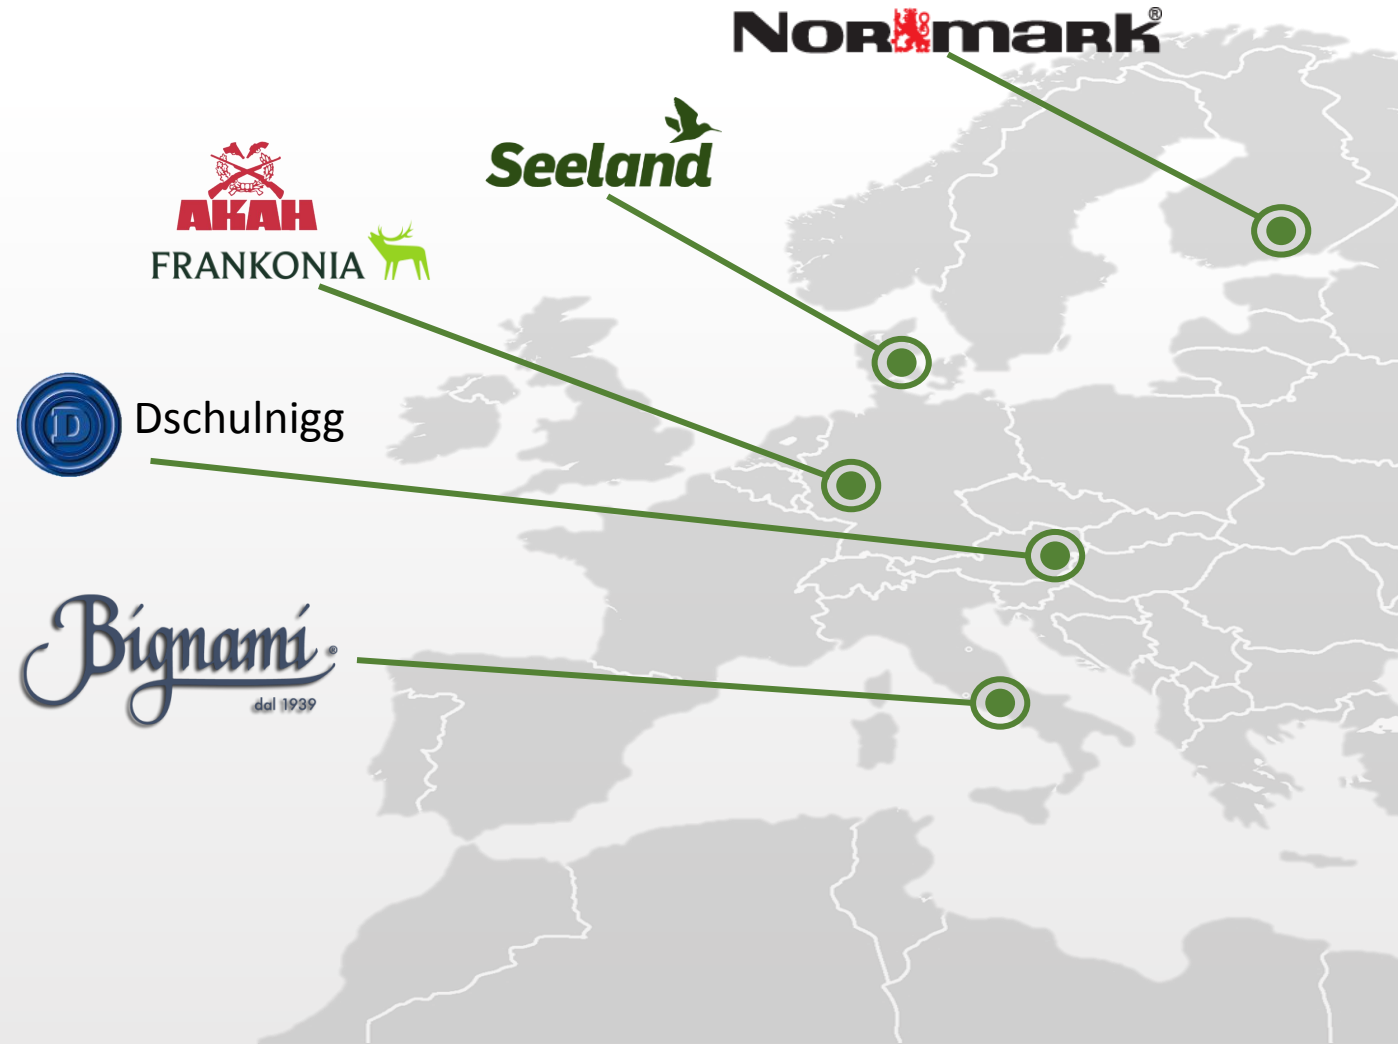 NORMARK®
Seeland
AKAH
FRANKONIA
D Dschulnigg
Bignami®
dal 1939